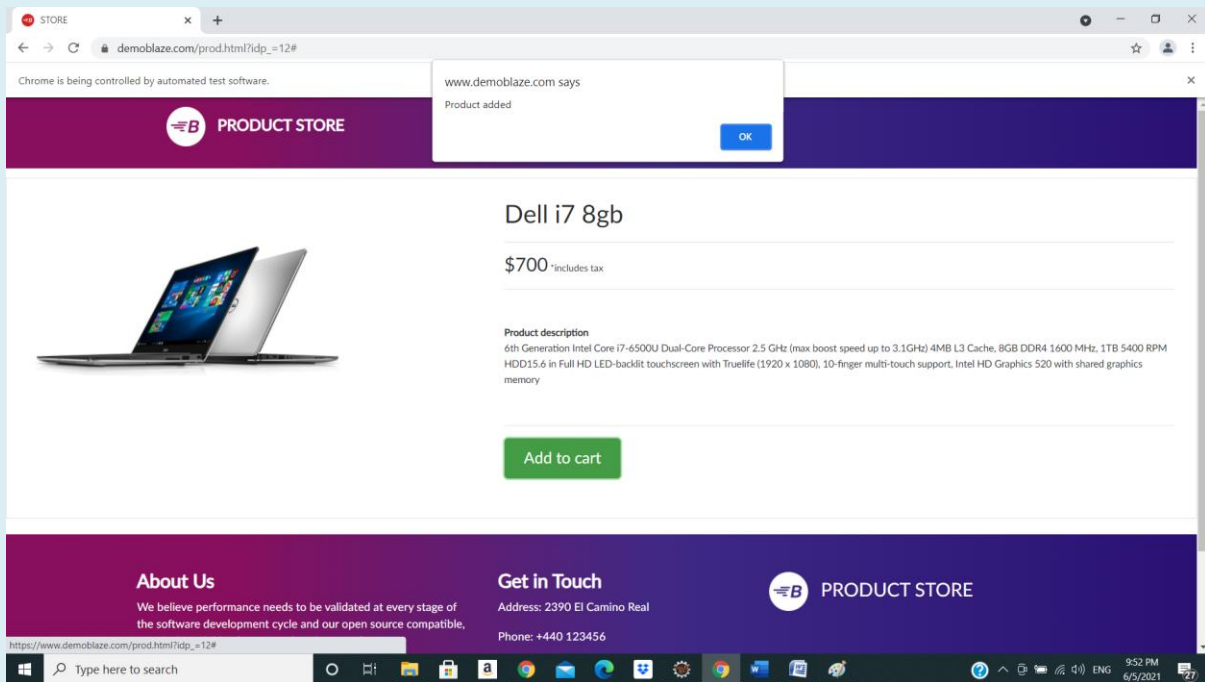 STORE
demoblaze.com/prod.html?idp_=12#
Chrome is being controlled by automated test software.
www.demoblaze.com says
Product added
OK
PRODUCT STORE
Dell i7 8gb
$700 *includes tax
Product description
6th Generation Intel Core i7-6500U Dual-Core Processor 2.5 GHz (max boost speed up to 3.1GHz) 4MB L3 Cache, 8GB DDR4 1600 MHz, 1TB 5400 RPM
HDD15.6 in Full HD LED-backlit touchscreen with Truelife (1920 x 1080), 10-finger multi-touch support, Intel HD Graphics 520 with shared graphics
memory
Add to cart
About Us
We believe performance needs to be validated at every stage of
the software development cycle and our open source compatible,
Get in Touch
Address: 2390 El Camino Real
Phone: +440 123456
B PRODUCT STORE
https://www.demoblaze.com/prod.html?idp_=12#
Type here to search
ENG
9:52 PM
6/5/2021
27